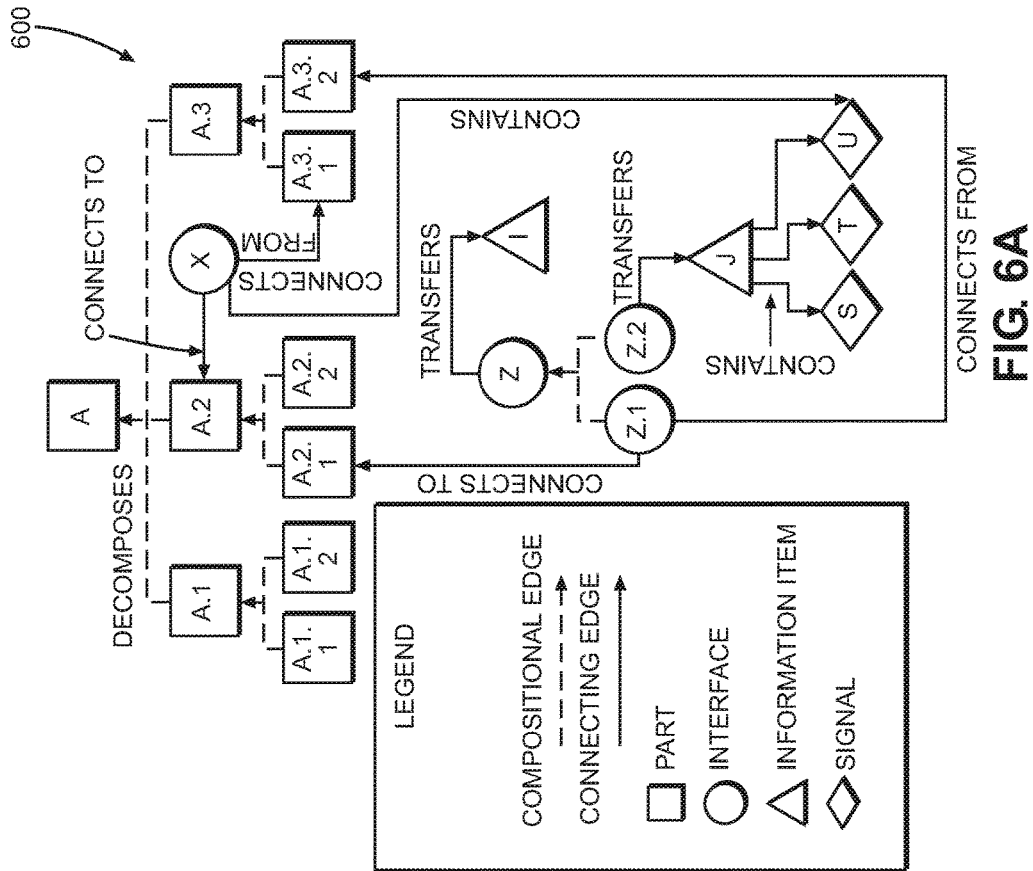 600
A
DECOMPOSES
CONNECTS TO
A.1
A.2
X
A.3
A.1.
1
A.1.
2
A.2.
1
A.2.
2
CONNECTS
FROM
A.3.
1
A.3.
2
CONNECTS TO
TRANSFERS
Z
I
CONTAINS
Z.1
Z.2
TRANSFERS
J
CONTAINS
S
T
U
CONNECTS FROM
LEGEND
COMPOSITIONAL EDGE
CONNECTING EDGE
PART
INTERFACE
INFORMATION ITEM
SIGNAL
FIG. 6A